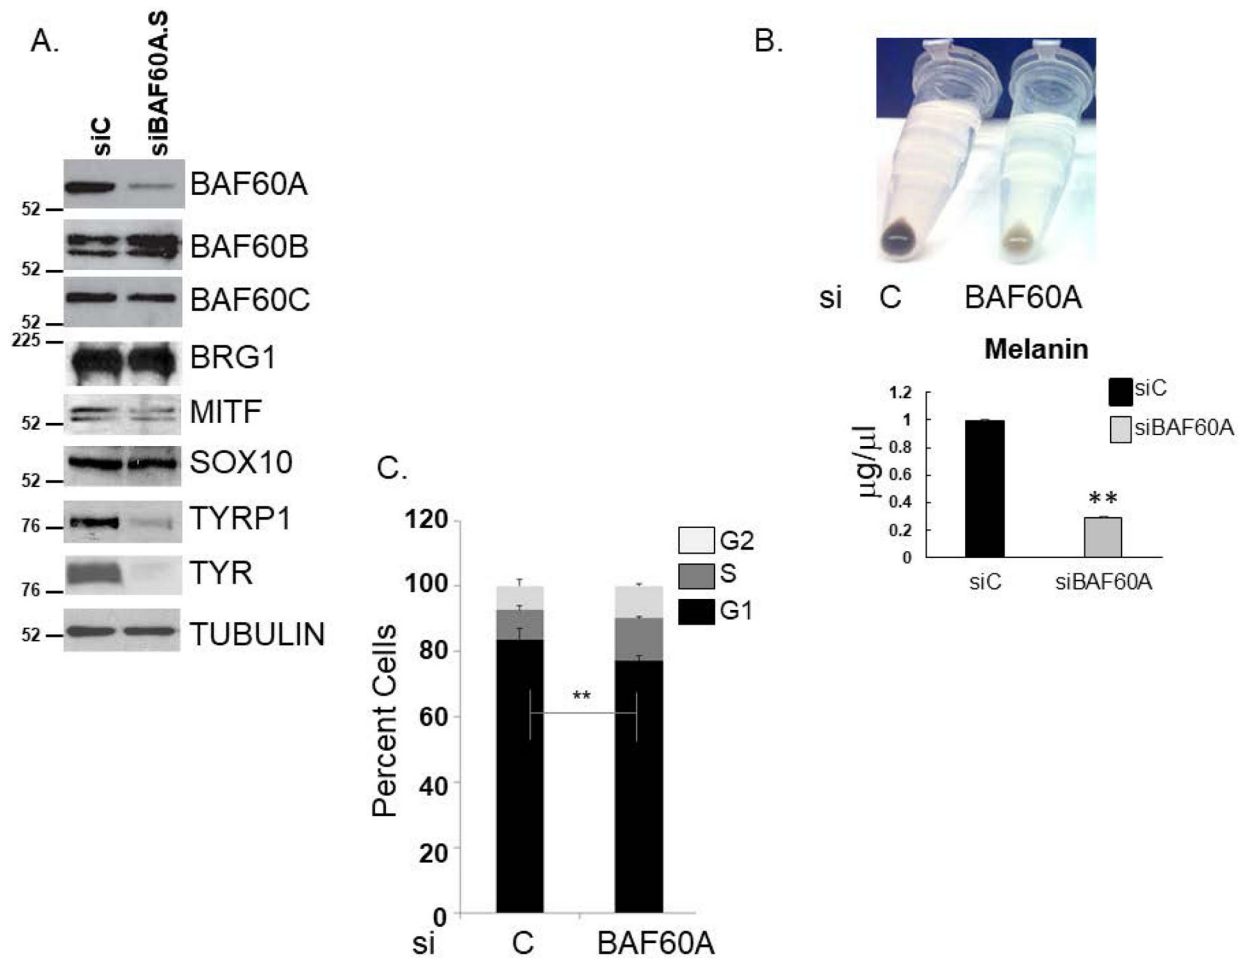 A.
siC
siBAF60A.S
BAF60A
52
BAF60B
52
BAF60C
52
225
BRG1
MITF
52
SOX10
52
TYRP1
76
TYR
76
52
TUBULIN
B.
si C BAF60A
Melanin
siC
siBAF60A
µg/µl
1.2
1
0.8
0.6
0.4
0.2
0
**
siC siBAF60A
C.
120
100
80
60
40
20
0
Percent Cells
G2
S
G1
**
si C BAF60A